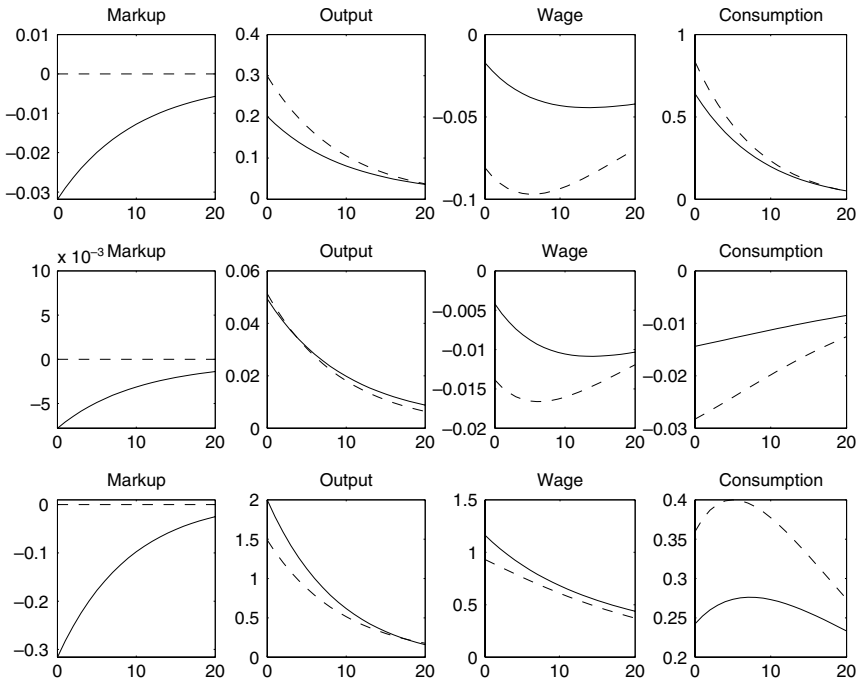 Markup Output Wage Consumption
0.01 0.4 0 1
0 0.3
−0.01 0.2 −0.05 0.5
−0.02 0.1
−0.03 0 −0.1 0
0 10 20 0 10 20 0 10 20 0 10 20
x 10⁻³ Markup Output Wage Consumption
10 0.06 0 0
5 0.04 −0.005 −0.01
0 0.02 −0.01 −0.02
−5 0 −0.015 −0.03
−0.02
0 10 20 0 10 20 0 10 20 0 10 20
Markup Output Wage Consumption
0 2 1.5 0.4
−0.1 1.5 1 0.35
−0.2 1 0.5 0.3
−0.3 0.5 0 0.25
0 0.2
0 10 20 0 10 20 0 10 20 0 10 20